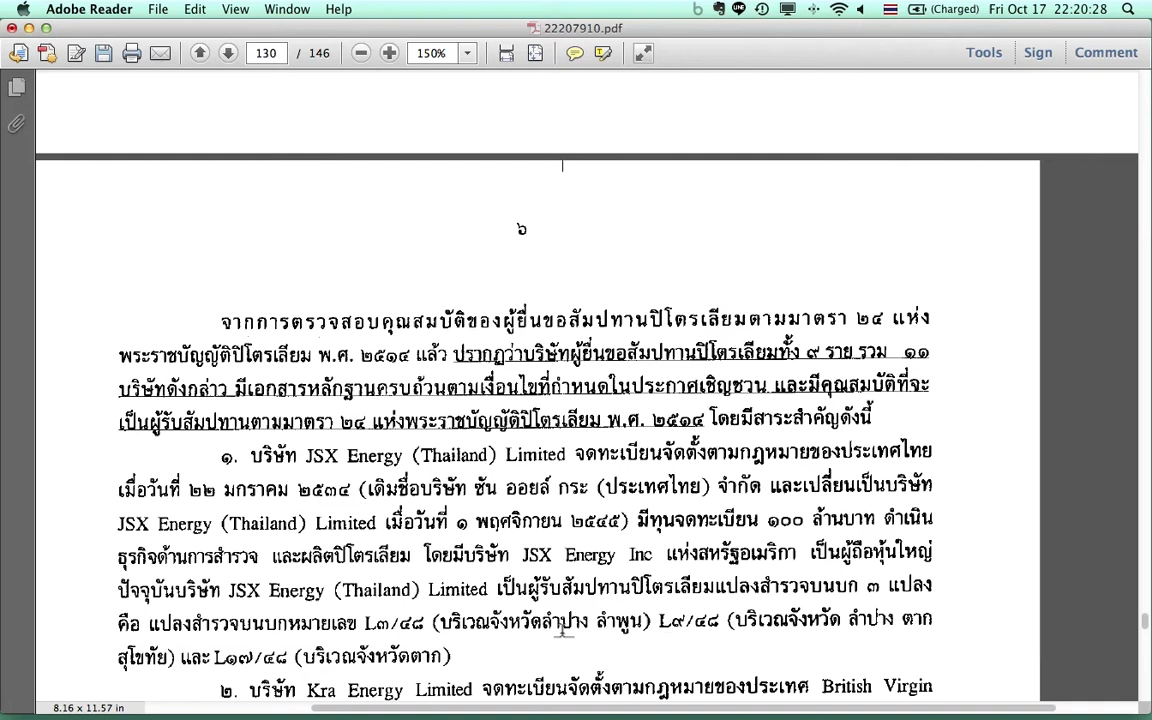 Adobe Reader File Edit View Window Help (Charged) Fri Oct 17 22:20:28
22207910.pdf
130 / 146 150% Tools Sign Comment
๖
จากการตรวจสอบคุณสมบัติของผู้ยื่นขอสัมปทานปิโตรเลียมตามมาตรา ๒๔ แห่ง
พระราชบัญญัติปิโตรเลียม พ.ศ. ๒๕๑๔ แล้ว ปรากฏว่าบริษัทผู้ยื่นขอสัมปทานปิโตรเลียมทั้ง ๙ ราย รวม ๑๑
บริษัทดังกล่าว มีเอกสารหลักฐานครบถ้วนตามเงื่อนไขที่กำหนดในประกาศเชิญชวน และมีคุณสมบัติที่จะ
เป็นผู้รับสัมปทานตามมาตรา ๒๔ แห่งพระราชบัญญัติปิโตรเลียม พ.ศ. ๒๕๑๔ โดยมีสาระสำคัญดังนี้
๑. บริษัท JSX Energy (Thailand) Limited จดทะเบียนจัดตั้งตามกฎหมายของประเทศไทย
เมื่อวันที่ ๒๒ มกราคม ๒๕๓๔ (เดิมชื่อบริษัท ซัน ออยล์ กระ (ประเทศไทย) จำกัด และเปลี่ยนเป็นบริษัท
JSX Energy (Thailand) Limited เมื่อวันที่ ๑ พฤศจิกายน ๒๕๔๕) มีทุนจดทะเบียน ๑๐๐ ล้านบาท ดำเนิน
ธุรกิจด้านการสำรวจ และผลิตปิโตรเลียม โดยมีบริษัท JSX Energy Inc แห่งสหรัฐอเมริกา เป็นผู้ถือหุ้นใหญ่
ปัจจุบันบริษัท JSX Energy (Thailand) Limited เป็นผู้รับสัมปทานปิโตรเลียมแปลงสำรวจบนบก ๓ แปลง
คือ แปลงสำรวจบนบกหมายเลข L๓/๔๘ (บริเวณจังหวัดลำปาง ลำพูน) L๙/๔๘ (บริเวณจังหวัด ลำปาง ตาก
สุโขทัย) และ L๑๗/๔๘ (บริเวณจังหวัดตาก)
๒. บริษัท Kra Energy Limited จดทะเบียนจัดตั้งตามกฎหมายของประเทศ British Virgin
8.16 x 11.57 in